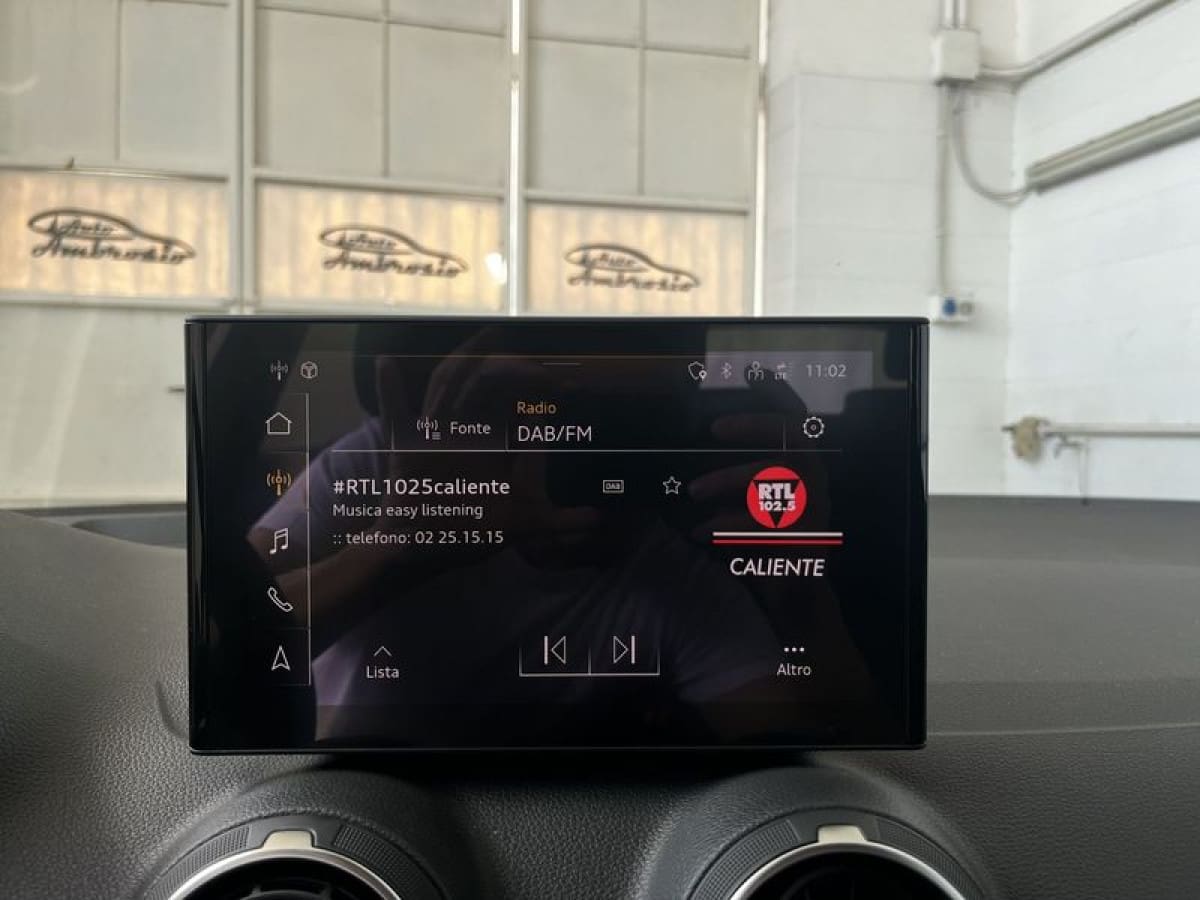 Auto
Ambrosio
Auto
Ambrosio
Auto
Ambrosio
LTE
11:02
Fonte
Radio
DAB/FM
#RTL1025caliente
DAB
Musica easy listening
:: telefono: 02 25.15.15
RTL
102.5
CALIENTE
Lista
Altro